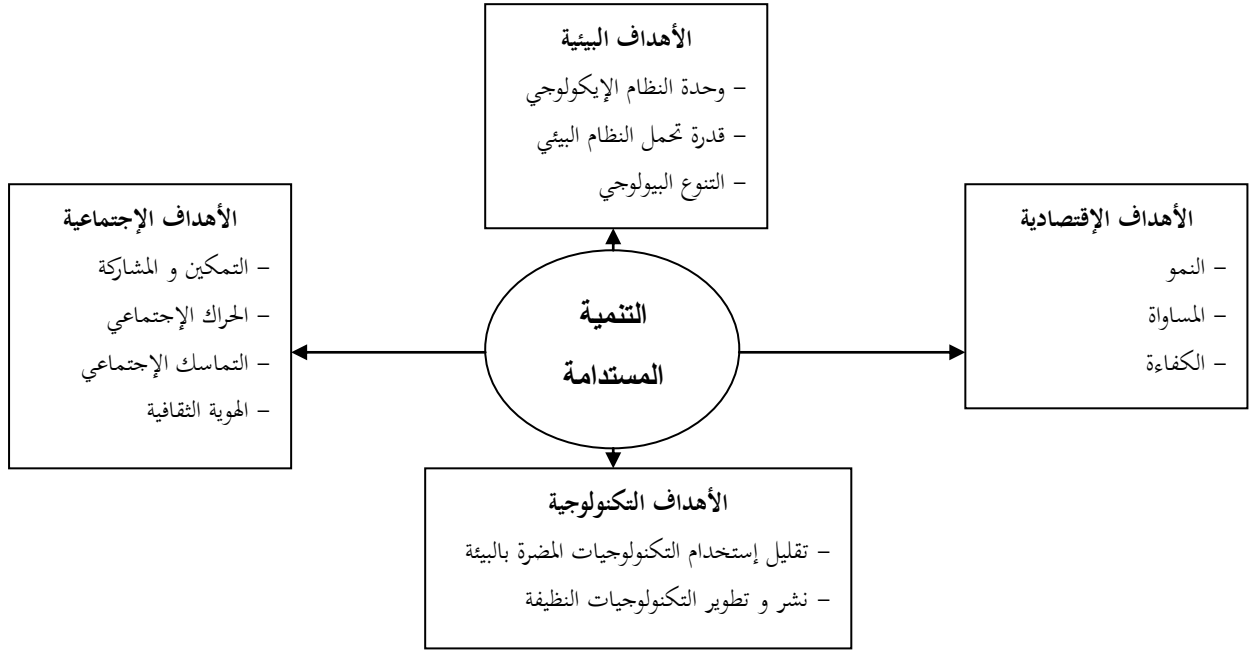 الأهداف البيئية
- وحدة النظام الإيكولوجي
- قدرة تحمل النظام البيئي
- التنوع البيولوجي
الأهداف الإقتصادية
- النمو
- المساواة
- الكفاءة
التنمية
المستدامة
الأهداف الإجتماعية
- التمكين و المشاركة
- الحراك الإجتماعي
- التماسك الإجتماعي
- الهوية الثقافية
الأهداف التكنولوجية
- تقليل إستخدام التكنولوجيات المضرة بالبيئة
- نشر و تطوير التكنولوجيات النظيفة